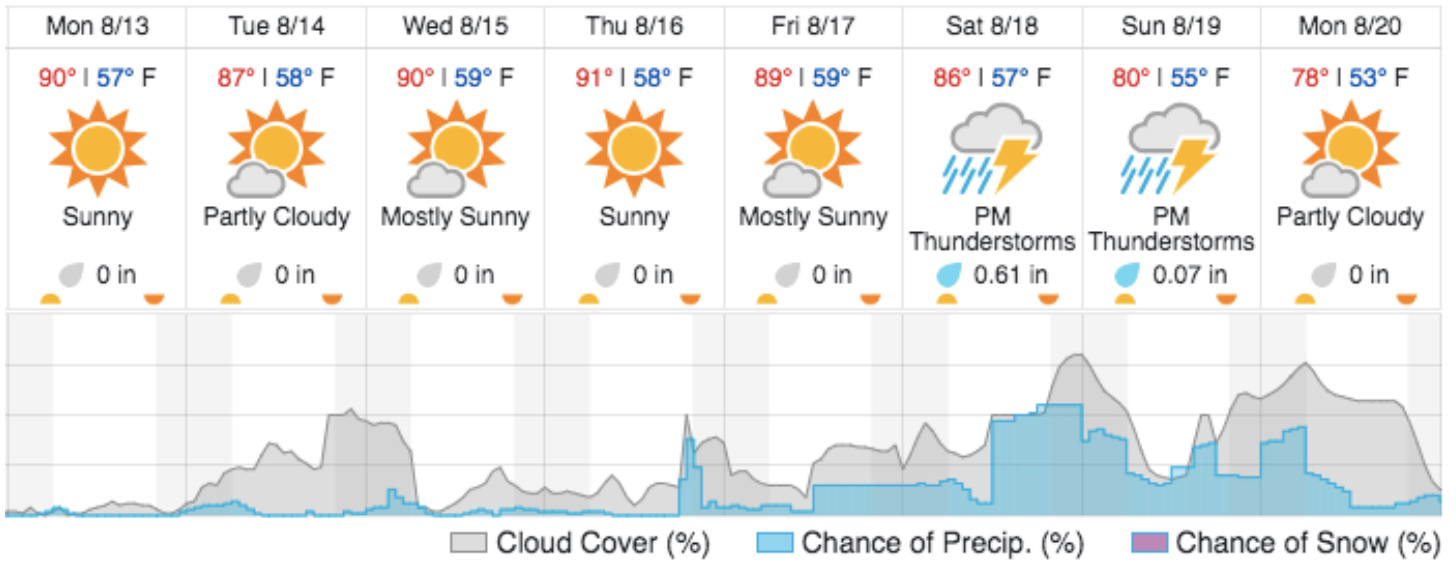 Mon 8/13 Tue 8/14 Wed 8/15 Thu 8/16 Fri 8/17 Sat 8/18 Sun 8/19 Mon 8/20
90° | 57° F 87° | 58° F 90° | 59° F 91° | 58° F 89° | 59° F 86° | 57° F 80° | 55° F 78° | 53° F
Sunny Partly Cloudy Mostly Sunny Sunny Mostly Sunny PM PM Partly Cloudy
Thunderstorms Thunderstorms
0 in 0 in 0 in 0 in 0 in 0.61 in 0.07 in 0 in
Cloud Cover (%) Chance of Precip. (%) Chance of Snow (%)